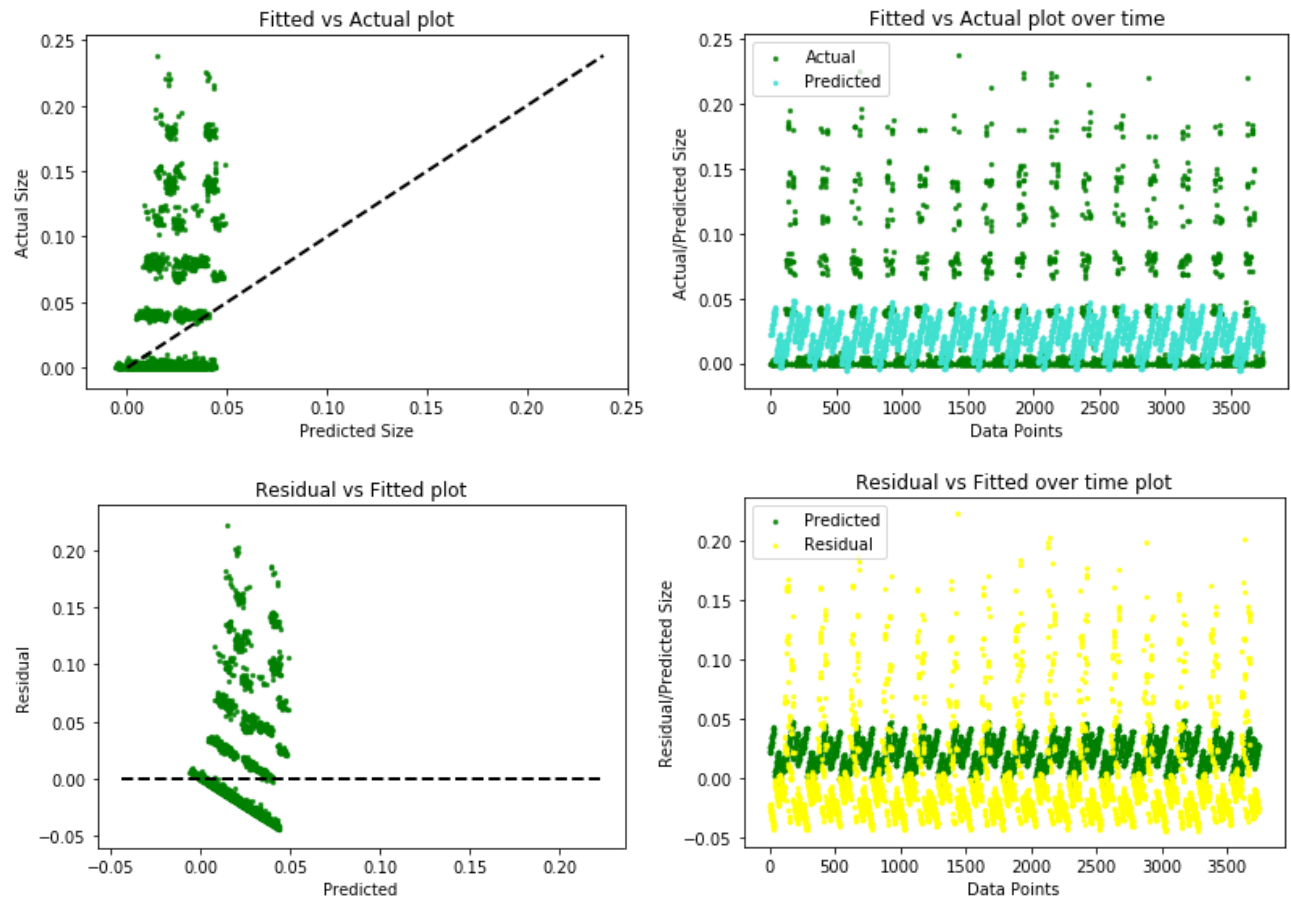 Fitted vs Actual plot
0.25
0.20
0.15
0.10
0.05
0.00
Actual Size
0.00 0.05 0.10 0.15 0.20 0.25
Predicted Size
Fitted vs Actual plot over time
Actual
Predicted
0.25
0.20
0.15
0.10
0.05
0.00
Actual/Predicted Size
0 500 1000 1500 2000 2500 3000 3500
Data Points
Residual vs Fitted plot
0.20
0.15
0.10
0.05
0.00
−0.05
Residual
−0.05 0.00 0.05 0.10 0.15 0.20
Predicted
Residual vs Fitted over time plot
Predicted
Residual
0.20
0.15
0.10
0.05
0.00
−0.05
Residual/Predicted Size
0 500 1000 1500 2000 2500 3000 3500
Data Points